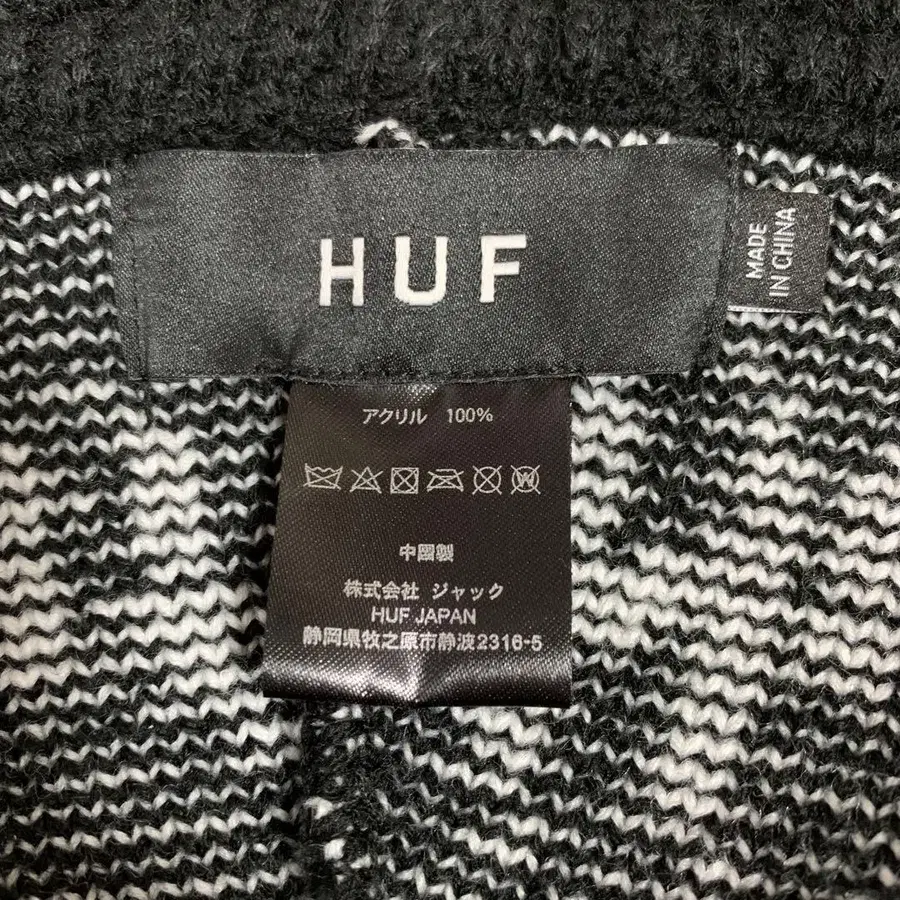 HUF
MADE
IN CHINA
アクリル 100%
中國製
株式会社 ジャック
HUF JAPAN
静岡県牧之原市静波2316-5